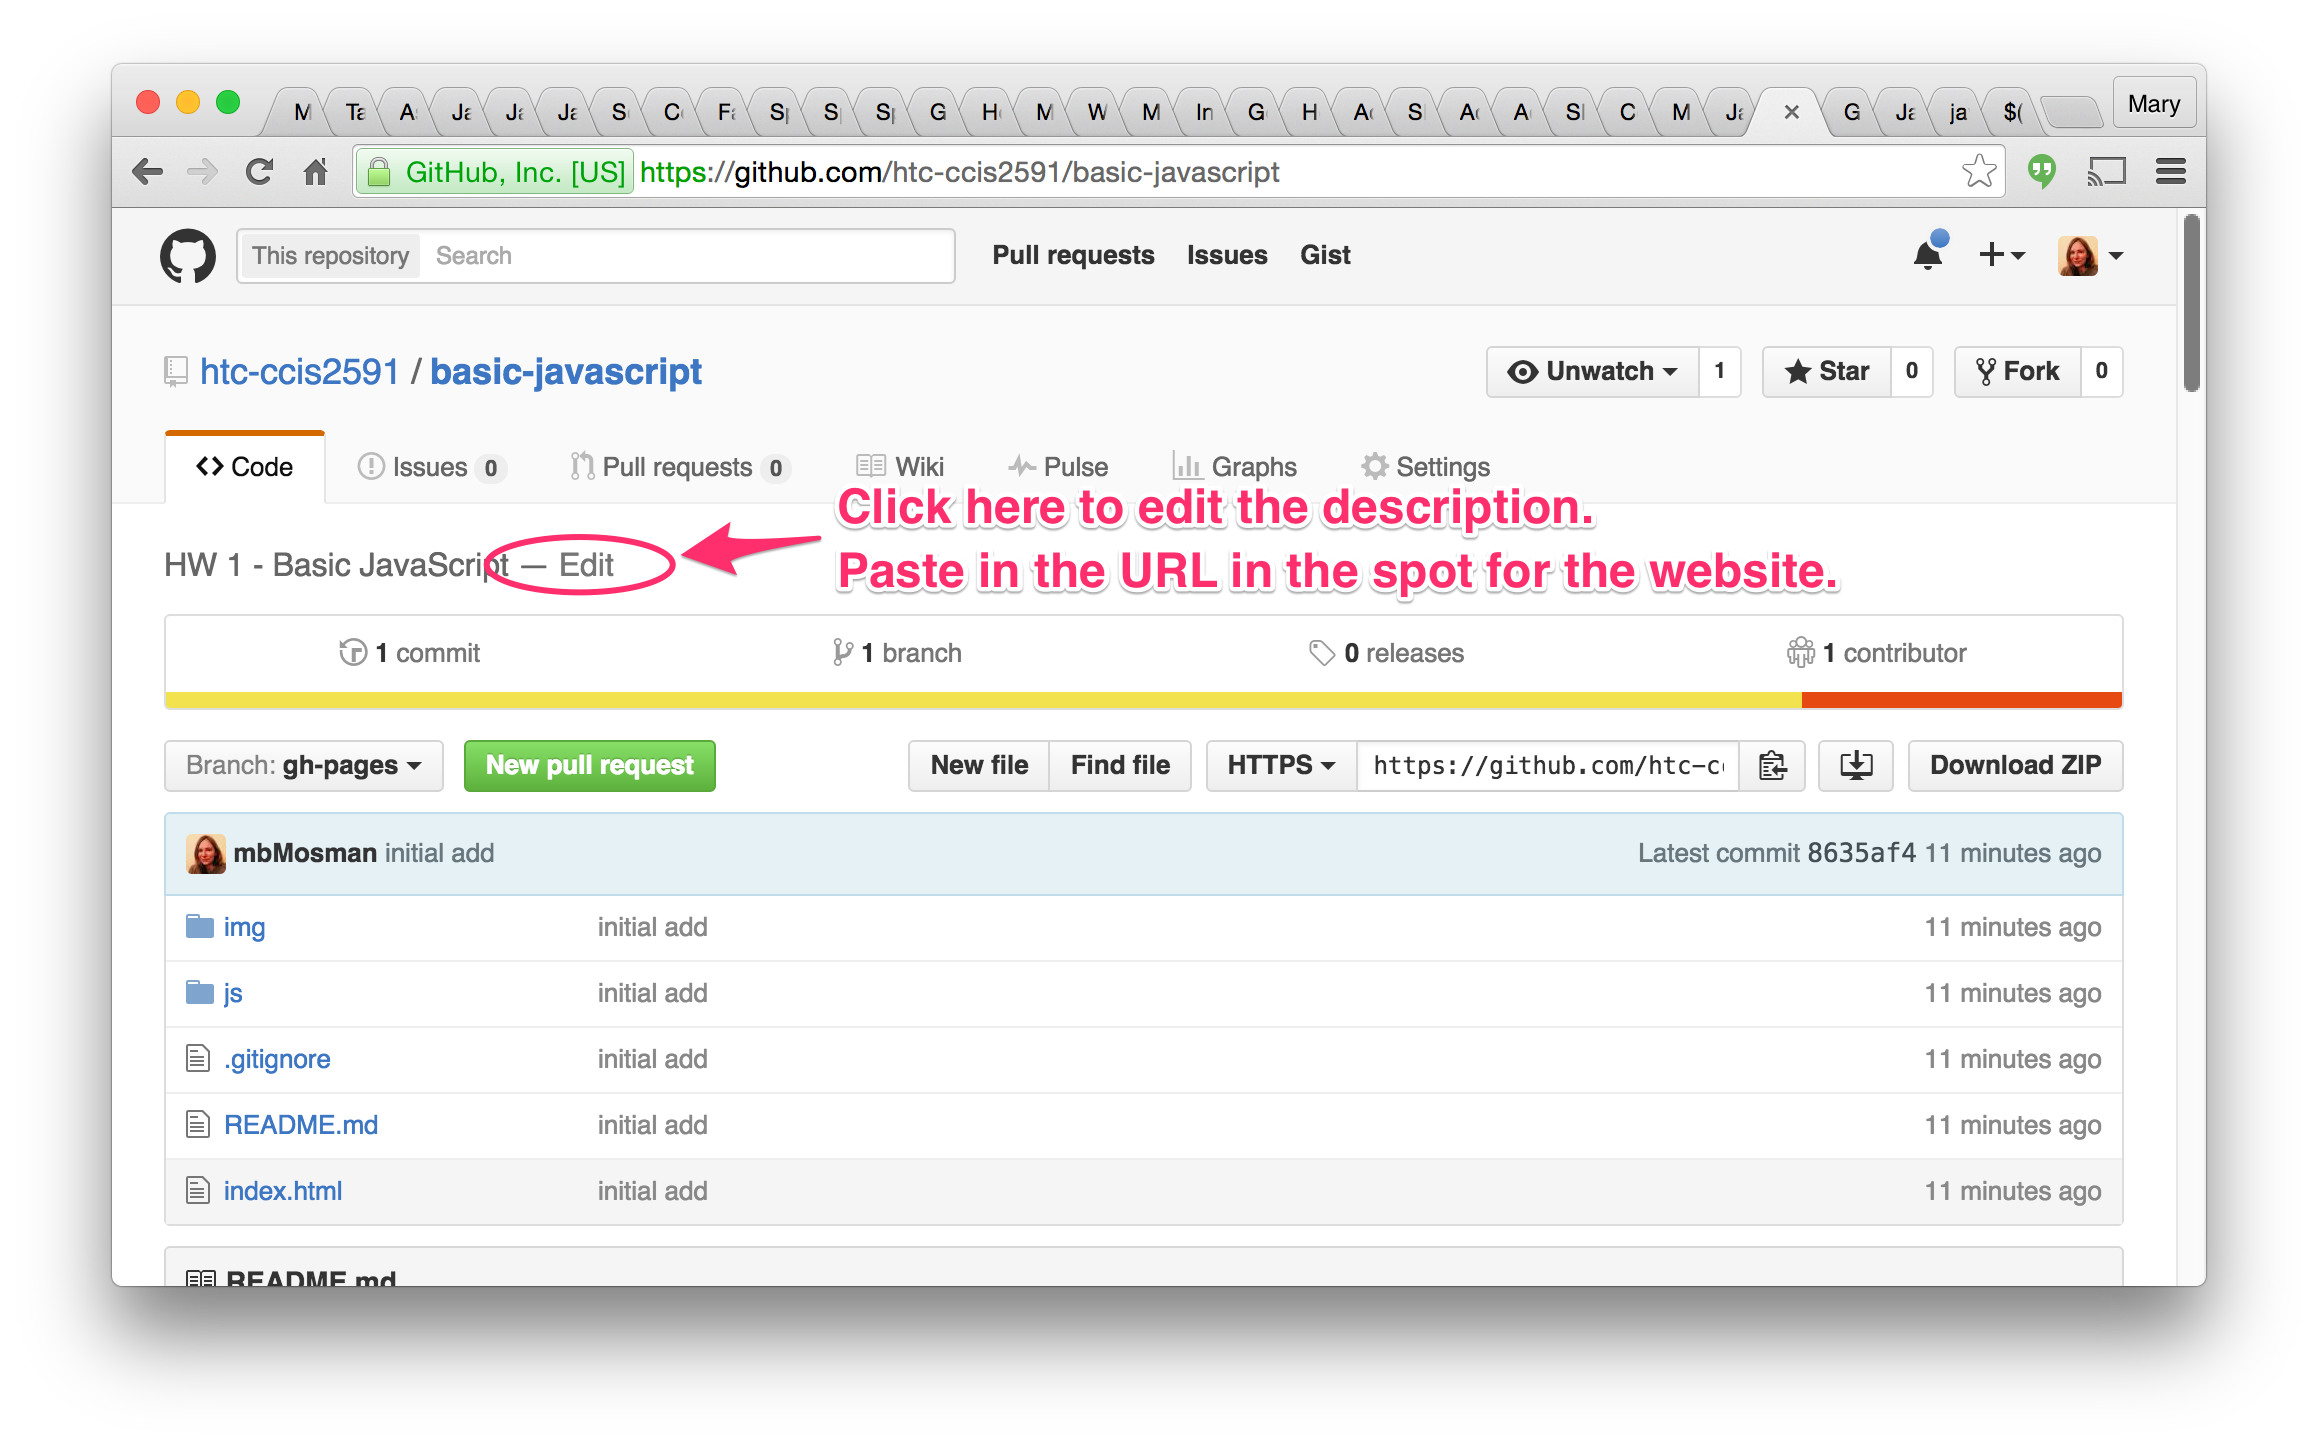 M Ta A Ja Ja Ja S C Fa Sp S Sp G H M W M In G H A S A A S C M Ja × G Ja ja $( Mary
GitHub, Inc. [US] https://github.com/htc-ccis2591/basic-javascript
This repository Search Pull requests Issues Gist
htc-ccis2591 / basic-javascript Unwatch 1 Star 0 Fork 0
Code Issues 0 Pull requests 0 Wiki Pulse Graphs Settings
Click here to edit the description.
HW 1 - Basic JavaScript — Edit
Paste in the URL in the spot for the website.
1 commit 1 branch 0 releases 1 contributor
Branch: gh-pages New pull request New file Find file HTTPS https://github.com/htc-c Download ZIP
mbMosman initial add Latest commit 8635af4 11 minutes ago
img initial add 11 minutes ago
js initial add 11 minutes ago
.gitignore initial add 11 minutes ago
README.md initial add 11 minutes ago
index.html initial add 11 minutes ago
README.md